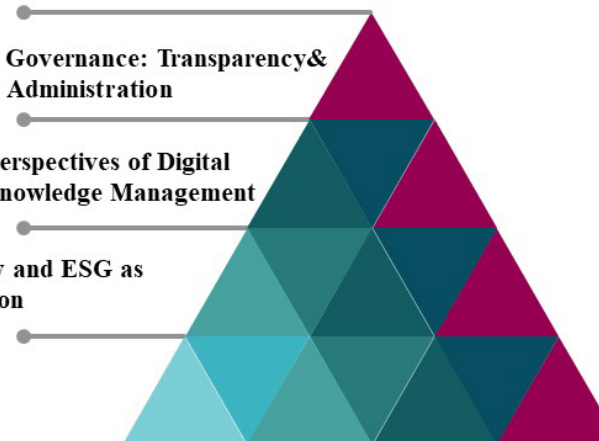 Governance: Transparency&
Administration
erspectives of Digital
nowledge Management
and ESG as
on